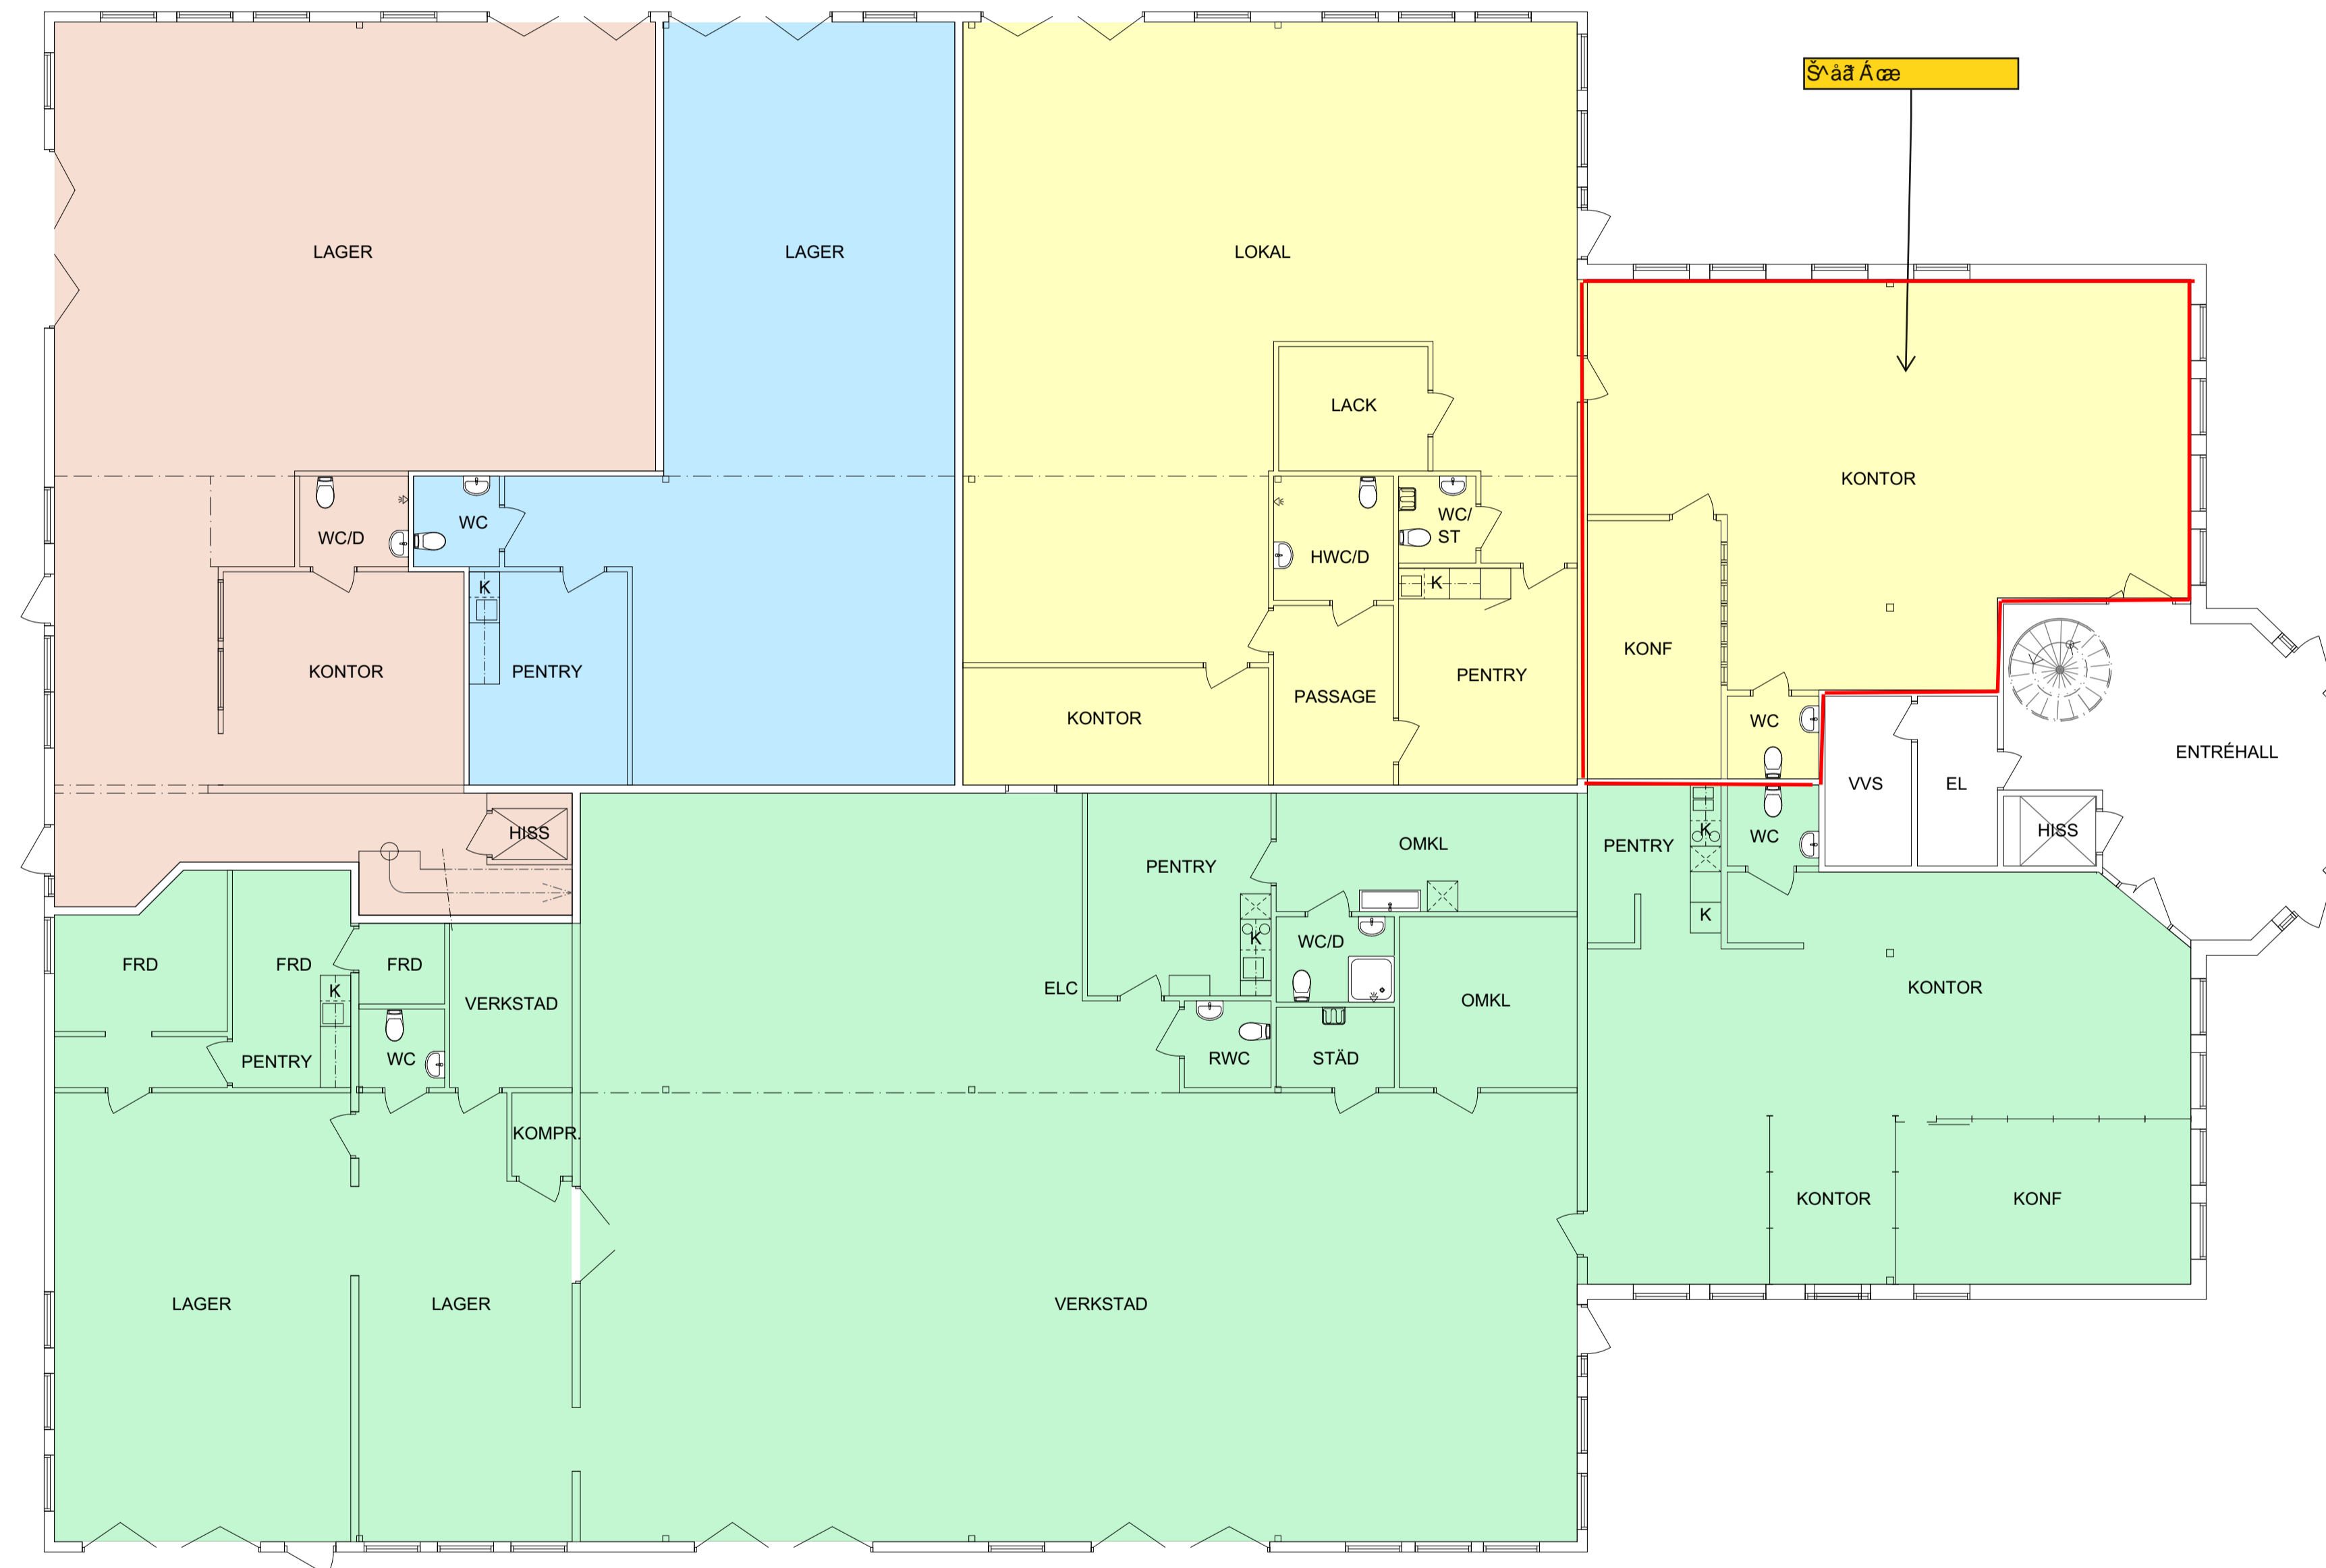 Š^åã Á cæ
LAGER
LAGER
LOKAL
LACK
KONTOR
WC/D
WC
HWC/D
WC/
ST
K
K
KONTOR
PENTRY
KONTOR
PASSAGE
PENTRY
KONF
WC
ENTRÉHALL
VVS
EL
HISS
HISS
PENTRY
OMKL
PENTRY
K
WC
K
FRD
FRD
FRD
K
VERKSTAD
PENTRY
WC
ELC
K
WC/D
OMKL
RWC
STÄD
KONTOR
KOMPR.
KONTOR
KONF
LAGER
LAGER
VERKSTAD